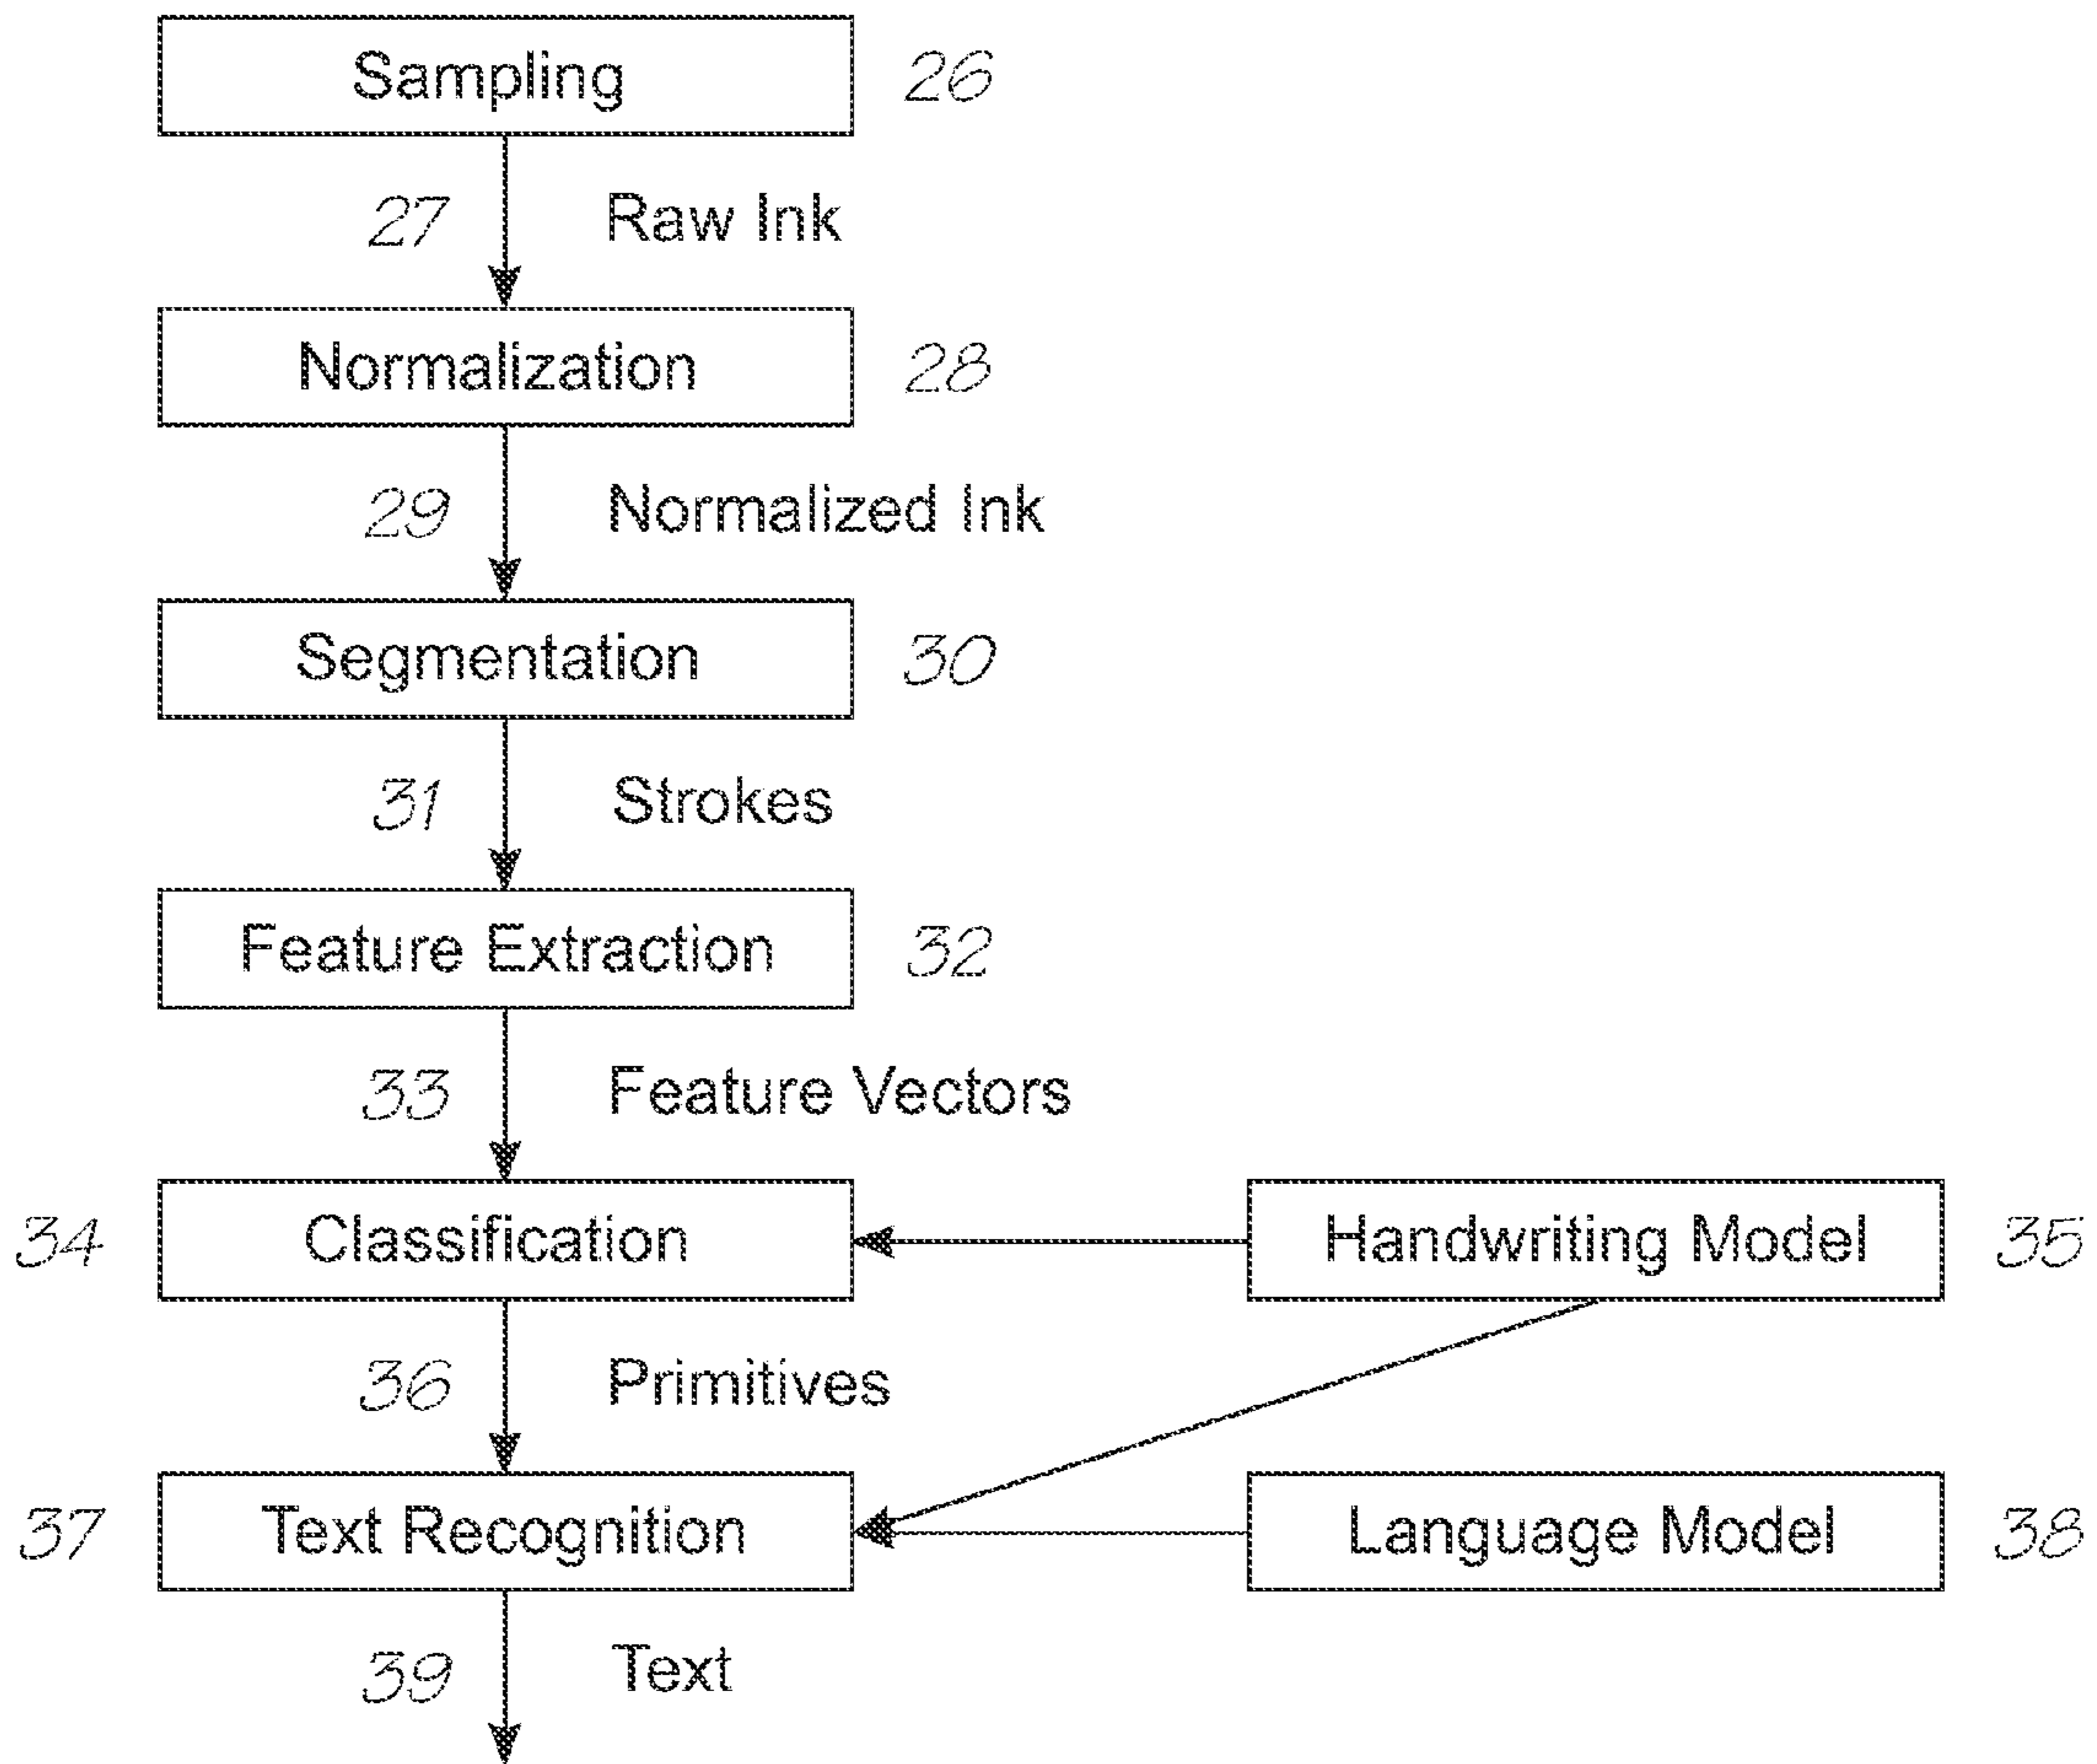 Sampling 26
27 Raw Ink
Normalization 28
29 Normalized Ink
Segmentation 30
31 Strokes
Feature Extraction 32
33 Feature Vectors
34 Classification Handwriting Model 35
36 Primitives
37 Text Recognition Language Model 38
39 Text